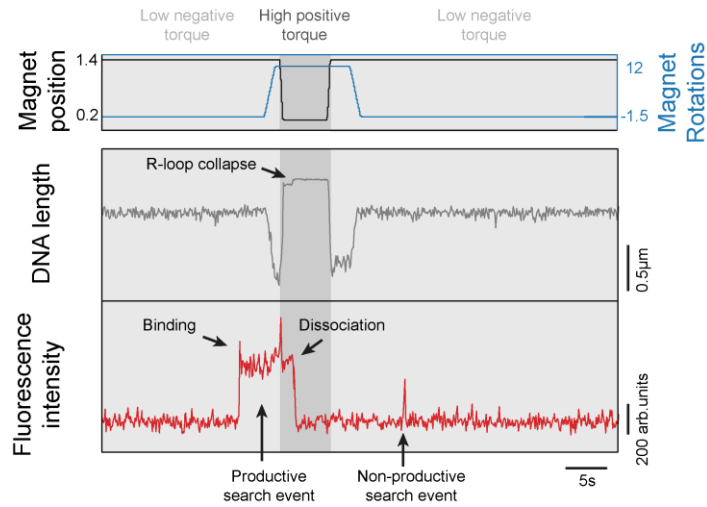 Low negative
torque
High positive
torque
Low negative
torque
Magnet
position
1.4
0.2
12
-1.5
Magnet
Rotations
DNA length
R-loop collapse
0.5µm
Fluorescence
intensity
Binding
Dissociation
200 arb.units
Productive
search event
Non-productive
search event
5s